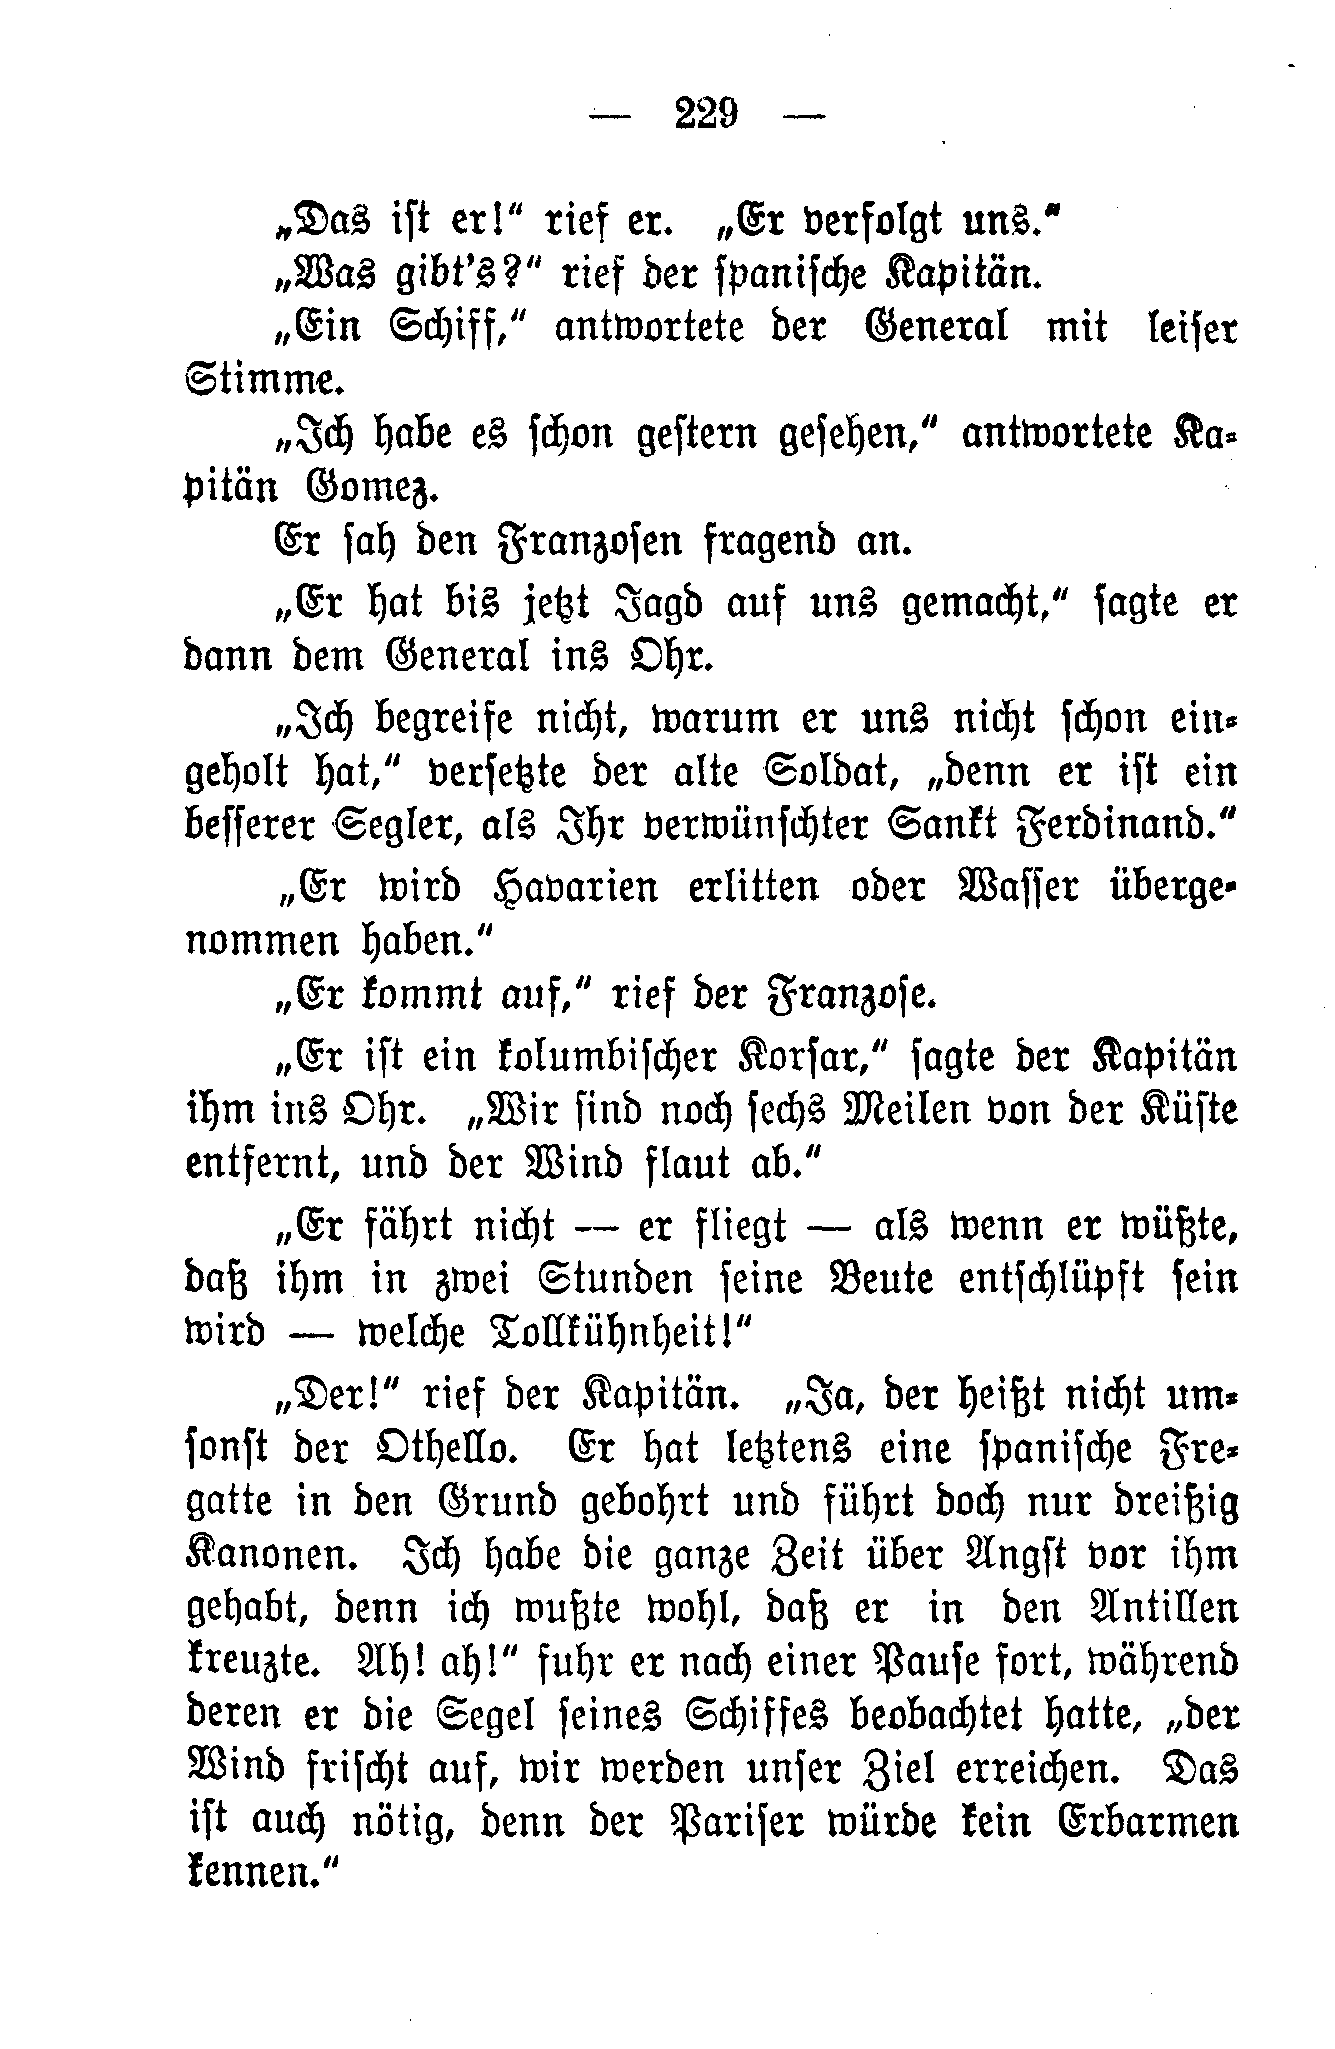 — 229 —
„Das ist er!“ rief er. „Er verfolgt uns.“
„Was gibt's?“ rief der spanische Kapitän.
„Ein Schiff,“ antwortete der General mit leiser
Stimme.
„Ich habe es schon gestern gesehen,“ antwortete Ka-
pitän Gomez.
Er sah den Franzosen fragend an.
„Er hat bis jetzt Jagd auf uns gemacht,“ sagte er
dann dem General ins Ohr.
„Ich begreife nicht, warum er uns nicht schon ein-
geholt hat,“ versetzte der alte Soldat, „denn er ist ein
besserer Segler, als Ihr verwünschter Sankt Ferdinand.“
„Er wird Havarien erlitten oder Wasser überge-
nommen haben.“
„Er kommt auf,“ rief der Franzose.
„Er ist ein kolumbischer Korsar,“ sagte der Kapitän
ihm ins Ohr. „Wir sind noch sechs Meilen von der Küste
entfernt, und der Wind flaut ab.“
„Er fährt nicht — er fliegt — als wenn er wüßte,
daß ihm in zwei Stunden seine Beute entschlüpft sein
wird — welche Tollkühnheit!“
„Der!“ rief der Kapitän. „Ja, der heißt nicht um-
sonst der Othello. Er hat letztens eine spanische Fre-
gatte in den Grund gebohrt und führt doch nur dreißig
Kanonen. Ich habe die ganze Zeit über Angst vor ihm
gehabt, denn ich wußte wohl, daß er in den Antillen
kreuzte. Ah! ah!“ fuhr er nach einer Pause fort, während
deren er die Segel seines Schiffes beobachtet hatte, „der
Wind frischt auf, wir werden unser Ziel erreichen. Das
ist auch nötig, denn der Pariser würde kein Erbarmen
kennen.“